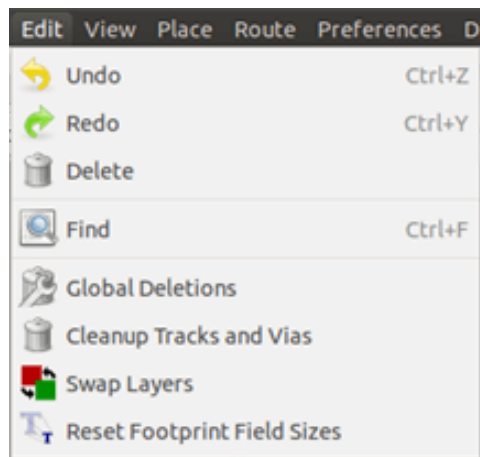 Edit View Place Route Preferences D
Undo Ctrl+Z
Redo Ctrl+Y
Delete
Find Ctrl+F
Global Deletions
Cleanup Tracks and Vias
Swap Layers
Reset Footprint Field Sizes